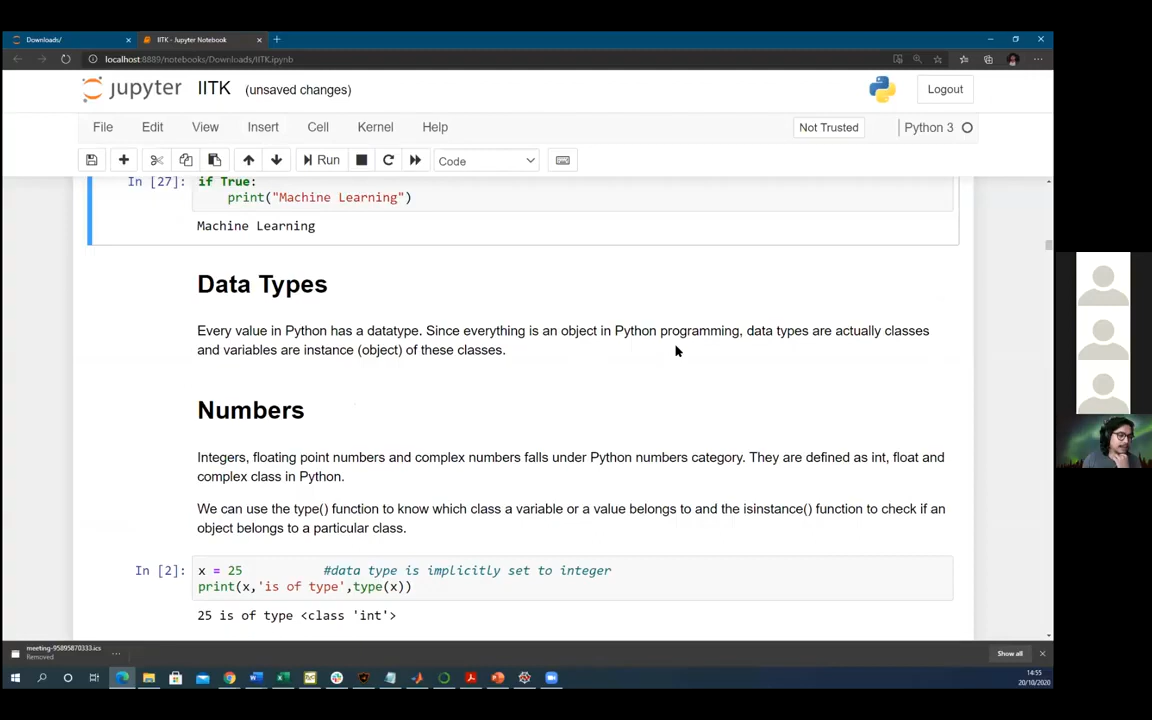 Downloads/
IITK - Jupyter Notebook
localhost:8889/notebooks/Downloads/IITK.ipynb
jupyter IITK (unsaved changes)
Logout
File Edit View Insert Cell Kernel Help
Not Trusted
Python 3
Run
Code
In [27]: if True:
print("Machine Learning")
Machine Learning
Data Types
Every value in Python has a datatype. Since everything is an object in Python programming, data types are actually classes
and variables are instance (object) of these classes.
Numbers
Integers, floating point numbers and complex numbers falls under Python numbers category. They are defined as int, float and
complex class in Python.
We can use the type() function to know which class a variable or a value belongs to and the isinstance() function to check if an
object belongs to a particular class.
In [2]: x = 25 #data type is implicitly set to integer
print(x,'is of type',type(x))
25 is of type <class 'int'>
meeting-95895870333.ics
Removed
Show all
14:55
20/10/2020